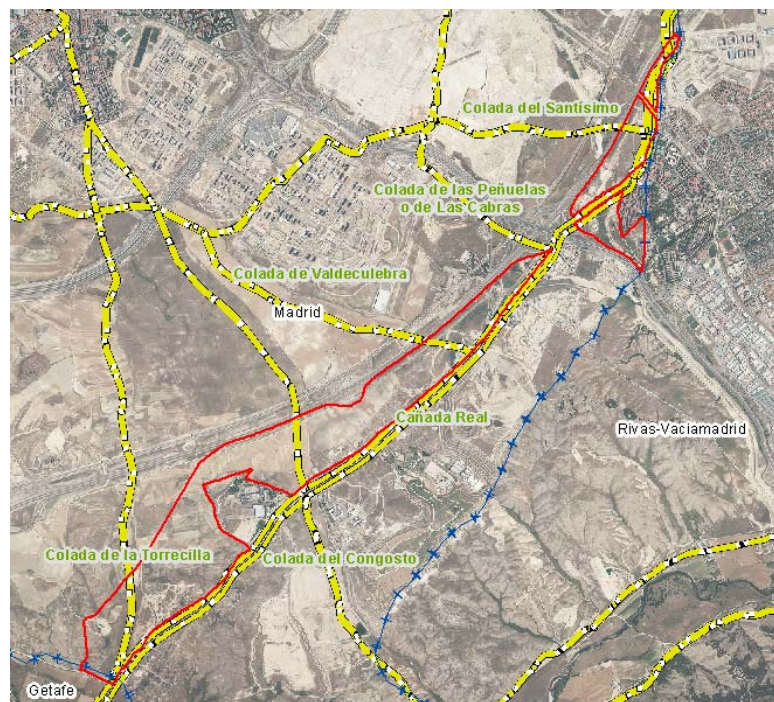 Colada del Santísimo
Colada de las Peñuelas
o de Las Cabras
Colada de Valdeculebra
Madrid
Cañada Real
Rivas-Vaciamadrid
Colada de la Torrecilla
Colada del Congosto
Getafe